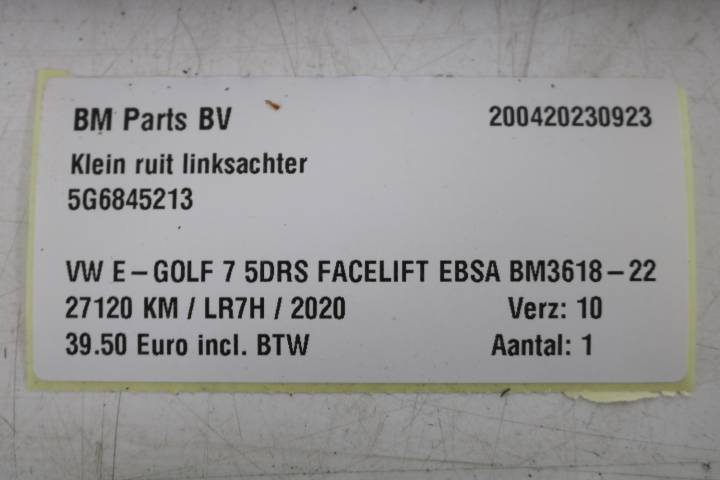 BM Parts BV 200420230923
Klein ruit linksachter
5G6845213
VW E-GOLF 7 5DRS FACELIFT EBSA BM3618-22
27120 KM / LR7H / 2020 Verz: 10
39.50 Euro incl. BTW Aantal: 1